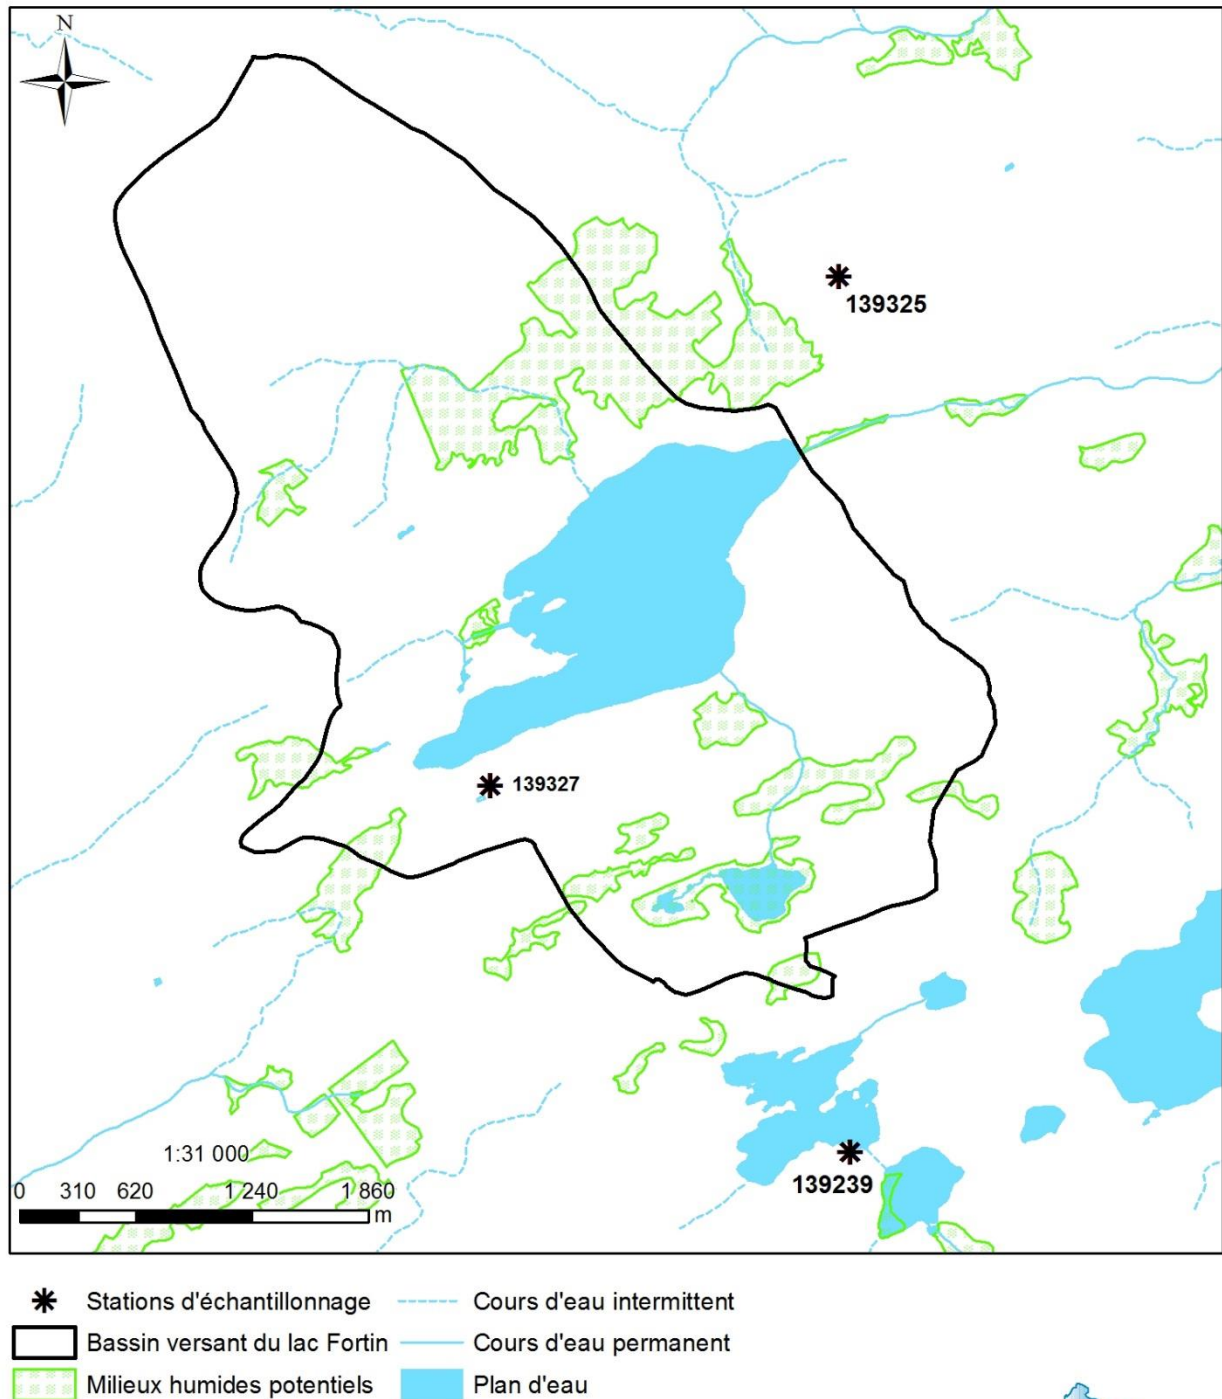 N
139325
139327
139239
1:31 000
0 310 620 1 240 1 860
m
Stations d'échantillonnage
Cours d'eau intermittent
Bassin versant du lac Fortin
Cours d'eau permanent
Milieux humides potentiels
Plan d'eau